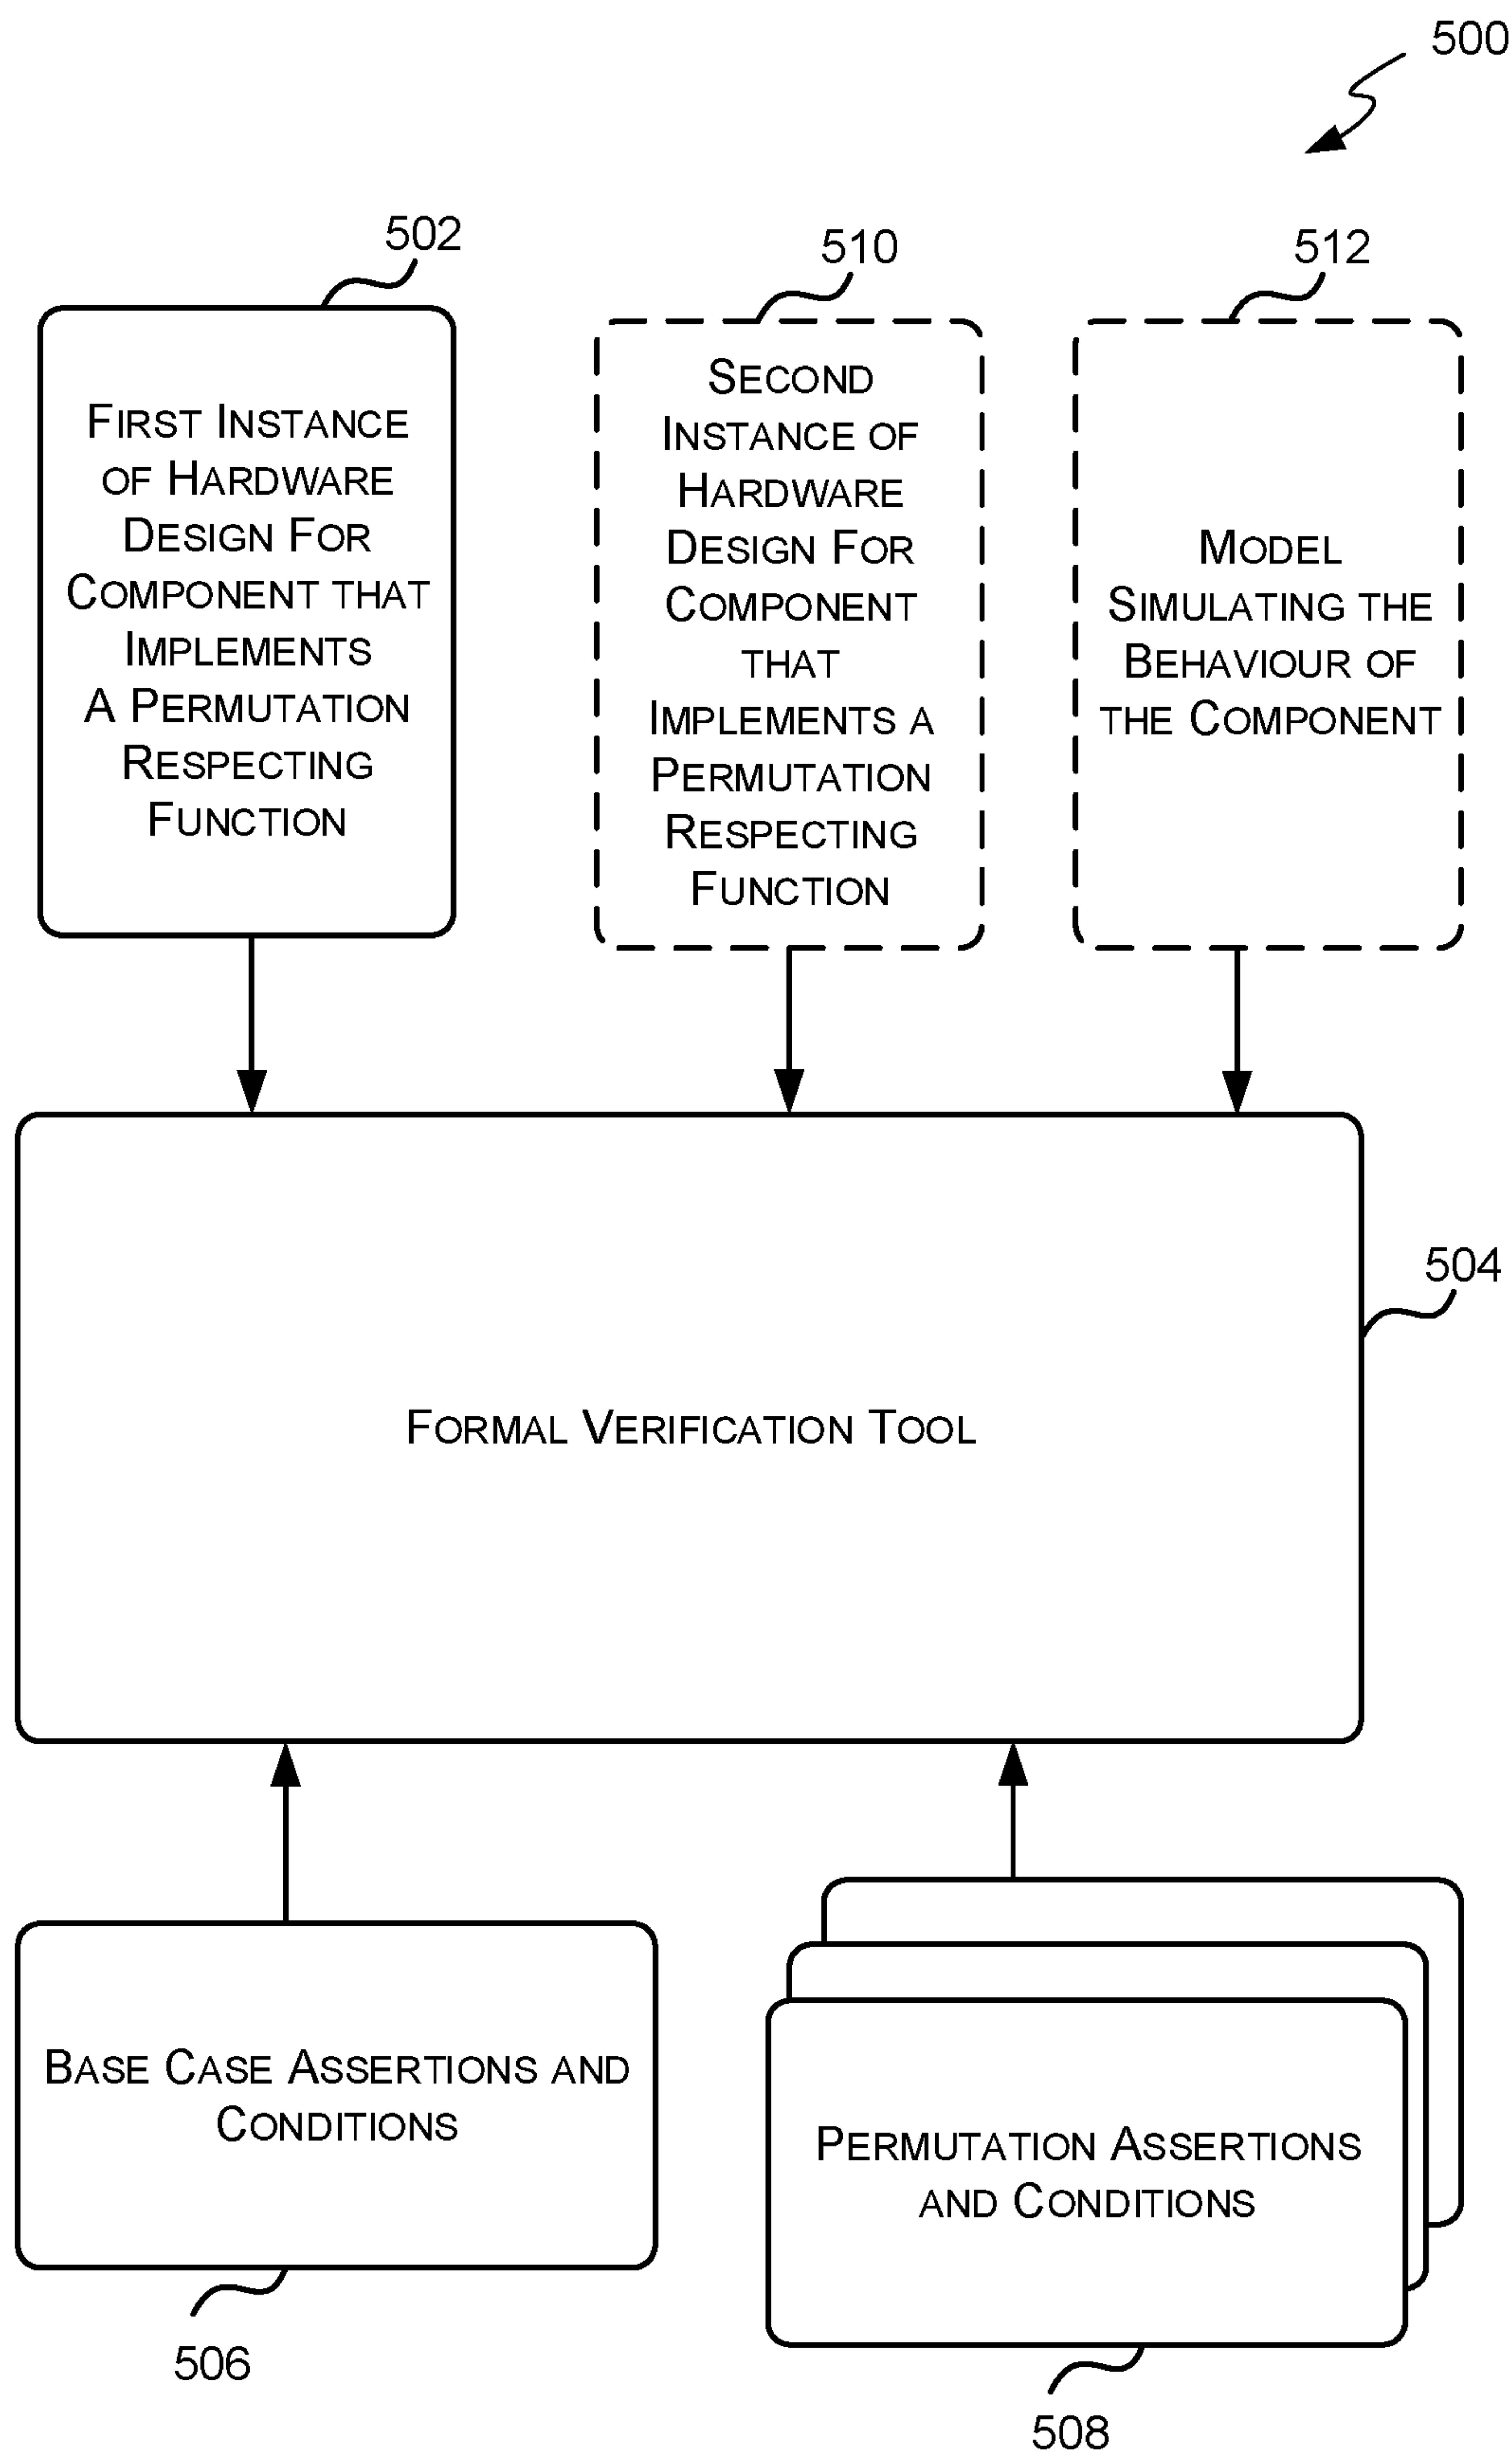 500
502
510
512
First Instance
of Hardware
Design For
Component that
Implements
A Permutation
Respecting
Function
Second
Instance of
Hardware
Design For
Component
that
Implements a
Permutation
Respecting
Function
Model
Simulating the
Behaviour of
the Component
504
Formal Verification Tool
Base Case Assertions and
Conditions
Permutation Assertions
and Conditions
506
508